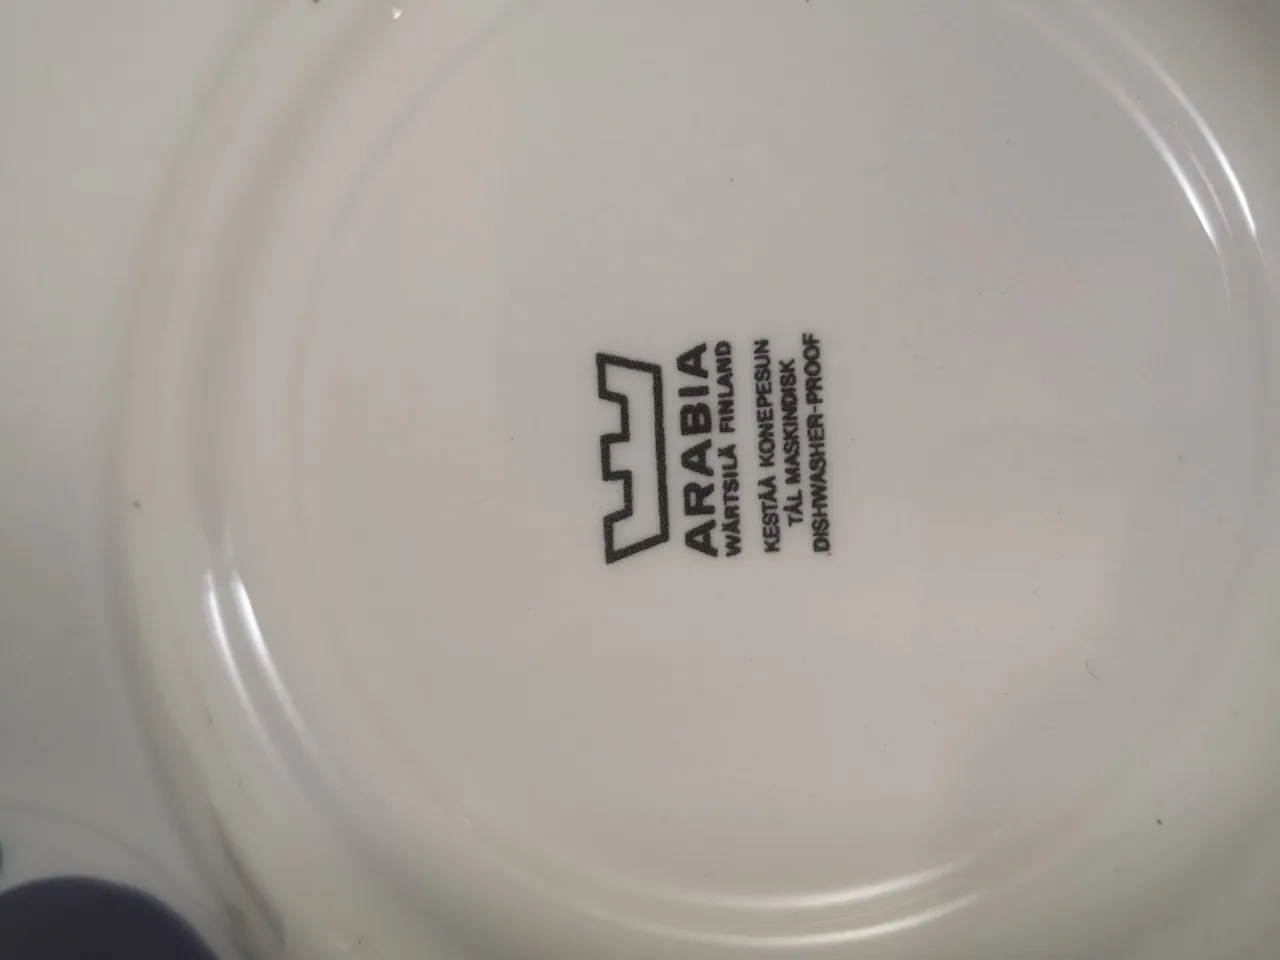 ARABIA
WÄRTSILÄ FINLAND
KESTÄÄ KONEPESUN
TÅL MASKINDISK
DISHWASHER-PROOF